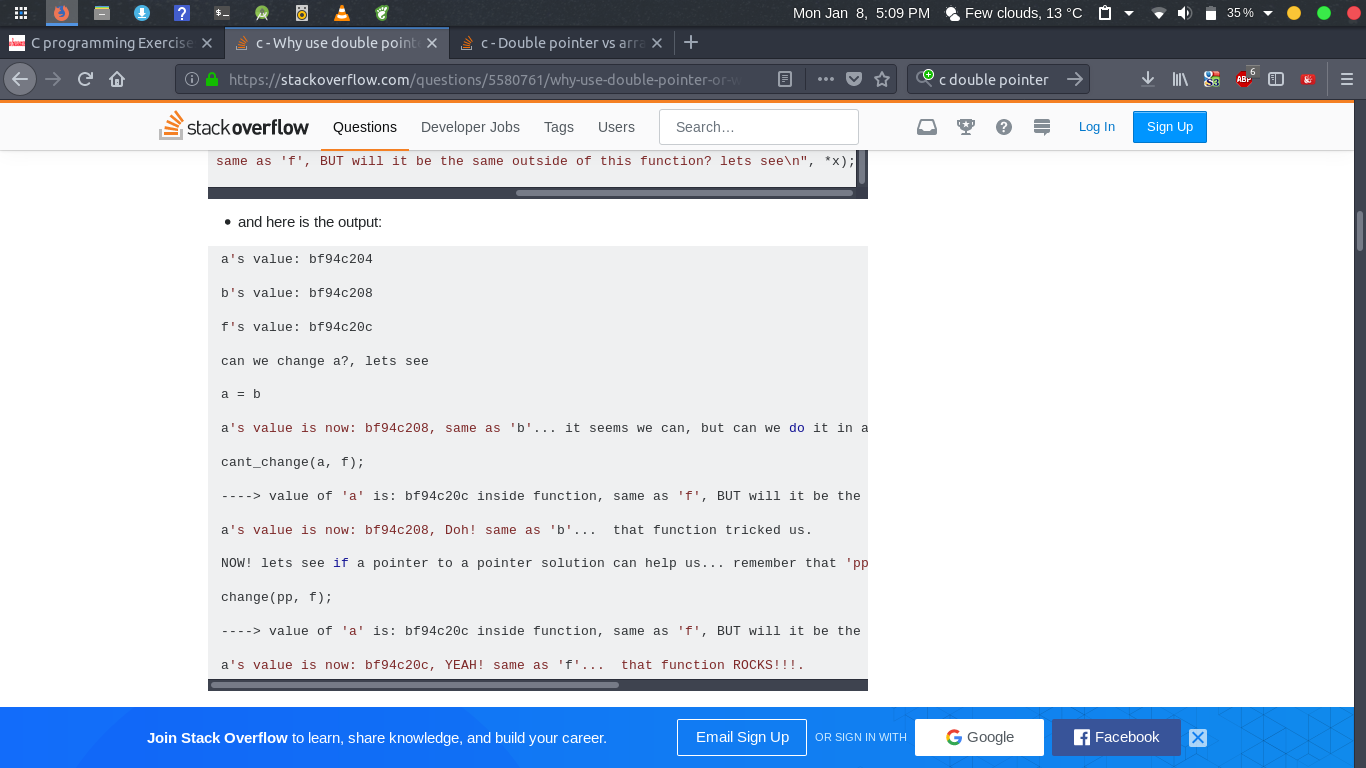 Mon Jan 8, 5:09 PM Few clouds, 13 °C 35 %
C programming Exercise c - Why use double point c - Double pointer vs arra
https://stackoverflow.com/questions/5580761/why-use-double-pointer-or-w c double pointer ABP 6
stackoverflow Questions Developer Jobs Tags Users Search… Log In Sign Up
same as 'f', BUT will it be the same outside of this function? lets see\n", *x);
• and here is the output:
a's value: bf94c204
b's value: bf94c208
f's value: bf94c20c
can we change a?, lets see
a = b
a's value is now: bf94c208, same as 'b'... it seems we can, but can we do it in a
cant_change(a, f);
----> value of 'a' is: bf94c20c inside function, same as 'f', BUT will it be the
a's value is now: bf94c208, Doh! same as 'b'...  that function tricked us.
NOW! lets see if a pointer to a pointer solution can help us... remember that 'pp
change(pp, f);
----> value of 'a' is: bf94c20c inside function, same as 'f', BUT will it be the
a's value is now: bf94c20c, YEAH! same as 'f'...  that function ROCKS!!!.
Join Stack Overflow to learn, share knowledge, and build your career. Email Sign Up OR SIGN IN WITH Google Facebook